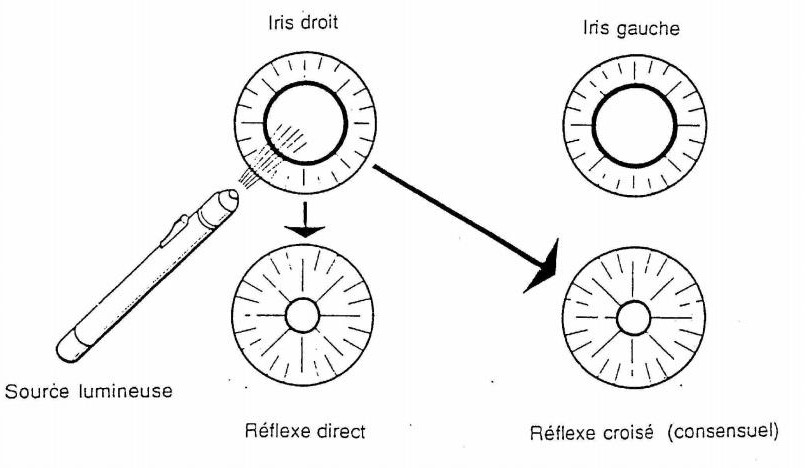 Iris droit
Iris gauche
Source lumineuse
Réflexe direct
Réflexe croisé (consensuel)